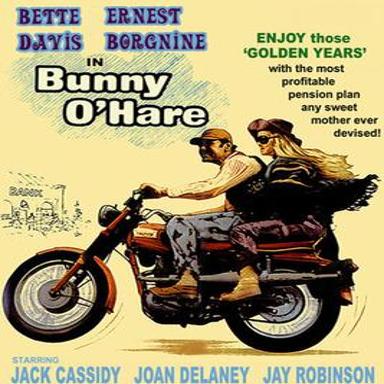 BETTE ERNEST
DAVIS BORGNINE
IN
Bunny
O'Hare
ENJOY those
'GOLDEN YEARS'
with the most
profitable
pension plan
any sweet
mother ever
devised!
BANK
STARRING
JACK CASSIDY JOAN DELANEY JAY ROBINSON